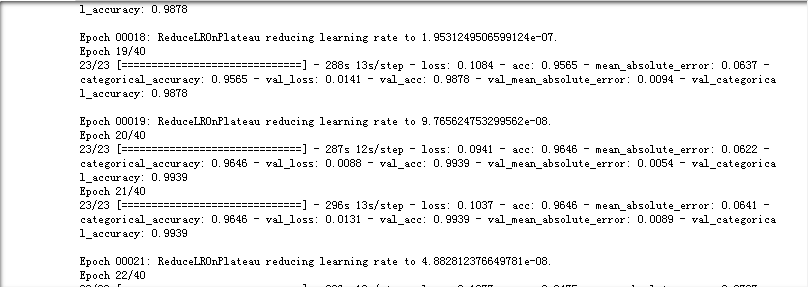 l_accuracy: 0.9878
Epoch 00018: ReduceLROnPlateau reducing learning rate to 1.9531249506599124e-07.
Epoch 19/40
23/23 [==============================] - 288s 13s/step - loss: 0.1084 - acc: 0.9565 - mean_absolute_error: 0.0637 -
categorical_accuracy: 0.9565 - val_loss: 0.0141 - val_acc: 0.9878 - val_mean_absolute_error: 0.0094 - val_categorica
l_accuracy: 0.9878
Epoch 00019: ReduceLROnPlateau reducing learning rate to 9.765624753299562e-08.
Epoch 20/40
23/23 [==============================] - 287s 12s/step - loss: 0.0941 - acc: 0.9646 - mean_absolute_error: 0.0622 -
categorical_accuracy: 0.9646 - val_loss: 0.0088 - val_acc: 0.9939 - val_mean_absolute_error: 0.0054 - val_categorica
l_accuracy: 0.9939
Epoch 21/40
23/23 [==============================] - 296s 13s/step - loss: 0.1037 - acc: 0.9646 - mean_absolute_error: 0.0641 -
categorical_accuracy: 0.9646 - val_loss: 0.0131 - val_acc: 0.9939 - val_mean_absolute_error: 0.0089 - val_categorica
l_accuracy: 0.9939
Epoch 00021: ReduceLROnPlateau reducing learning rate to 4.882812376649781e-08.
Epoch 22/40